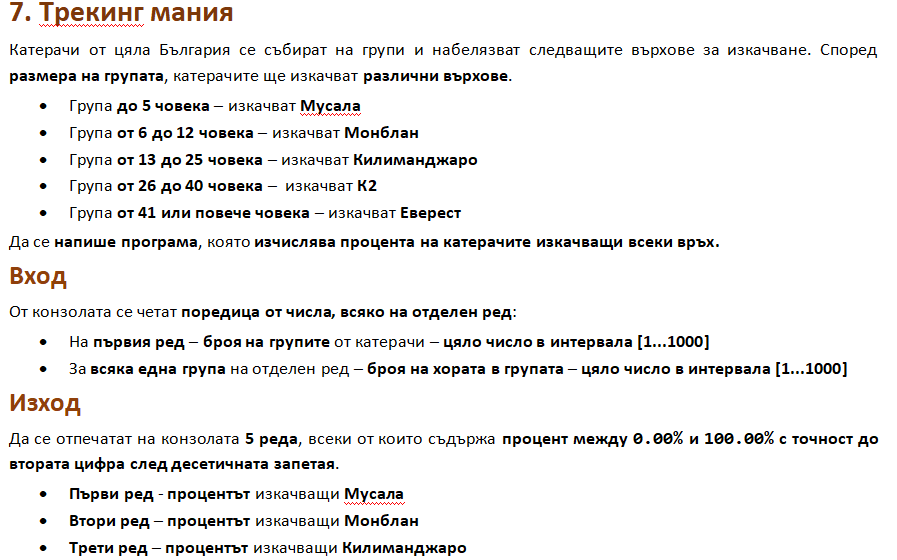 7. Трекинг мания
Катерачи от цяла България се събират на групи и набелязват следващите върхове за изкачване. Според
размера на групата, катерачите ще изкачват различни върхове.
• Група до 5 човека – изкачват Мусала
• Група от 6 до 12 човека – изкачват Монблан
• Група от 13 до 25 човека – изкачват Килиманджаро
• Група от 26 до 40 човека – изкачват К2
• Група от 41 или повече човека – изкачват Еверест
Да се напише програма, която изчислява процента на катерачите изкачващи всеки връх.
Вход
От конзолата се четат поредица от числа, всяко на отделен ред:
• На първия ред – броя на групите от катерачи – цяло число в интервала [1...1000]
• За всяка една група на отделен ред – броя на хората в групата – цяло число в интервала [1...1000]
Изход
Да се отпечатат на конзолата 5 реда, всеки от които съдържа процент между 0.00% и 100.00% с точност до
втората цифра след десетичната запетая.
• Първи ред - процентът изкачващи Мусала
• Втори ред – процентът изкачващи Монблан
• Трети ред – процентът изкачващи Килиманджаро